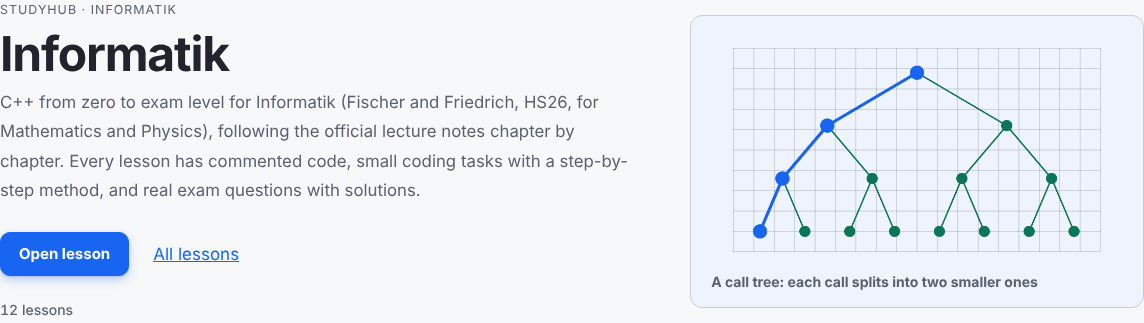 STUDYHUB · INFORMATIK
Informatik
C++ from zero to exam level for Informatik (Fischer and Friedrich, HS26, for
Mathematics and Physics), following the official lecture notes chapter by
chapter. Every lesson has commented code, small coding tasks with a step-by-
step method, and real exam questions with solutions.
Open lesson
All lessons
12 lessons
A call tree: each call splits into two smaller ones